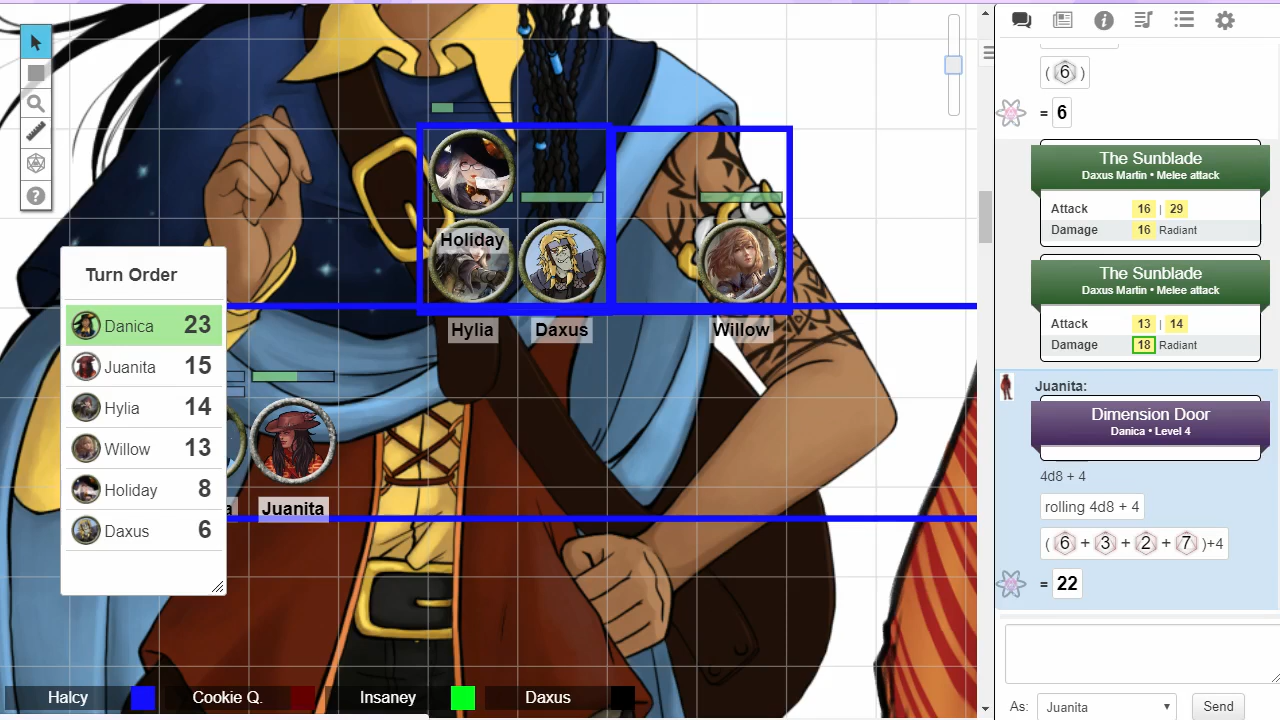 Turn Order
Danica 23
Juanita 15
Hylia 14
Willow 13
Holiday 8
Daxus 6
Holiday
Hylia
Daxus
Willow
a
Juanita
Halcy
Cookie Q.
Insaney
Daxus
( 6 )
= 6
The Sunblade
Daxus Martin • Melee attack
Attack 16 | 29
Damage 16 Radiant
The Sunblade
Daxus Martin • Melee attack
Attack 13 | 14
Damage 18 Radiant
Juanita:
Dimension Door
Danica • Level 4
4d8 + 4
rolling 4d8 + 4
( 6 + 3 + 2 + 7 )+4
= 22
As: Juanita Send